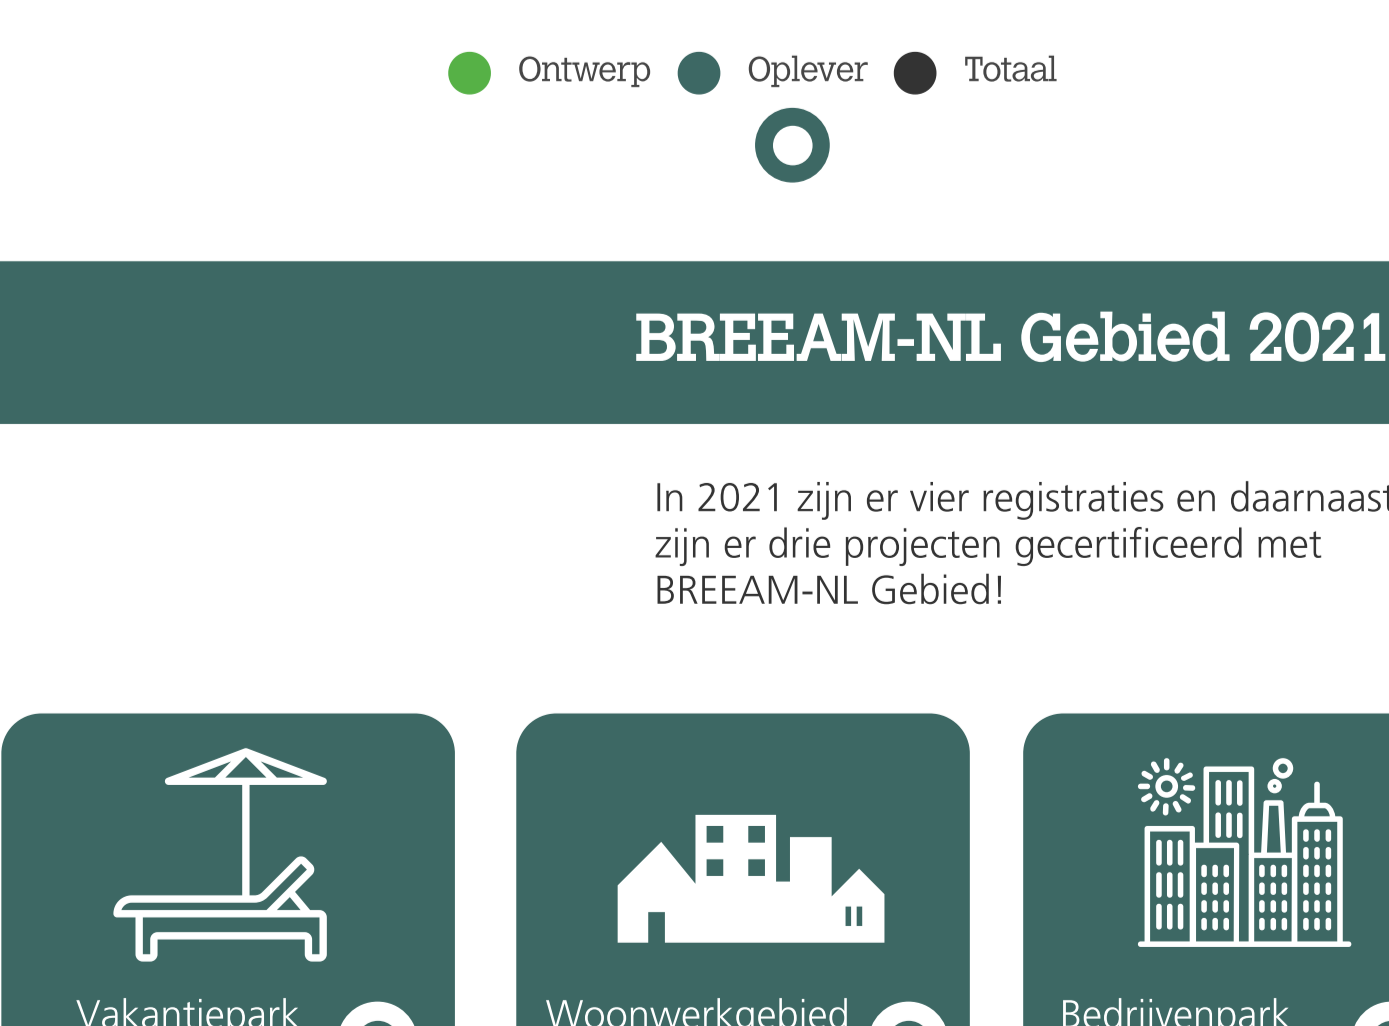 Ontwerp Oplever Totaal
BREEAM-NL Gebied 2021
In 2021 zijn er vier registraties en daarnaast
zijn er drie projecten gecertificeerd met
BREEAM-NL Gebied!
Vakantiepark Woonwerkgebied Bedrijvenpark